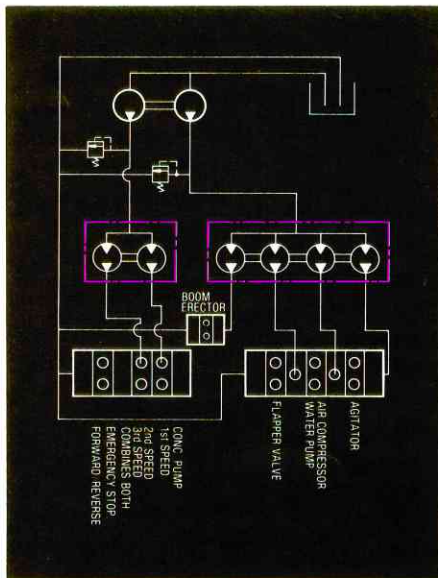 BOOM
ERECTOR
CONC PUMP
1st SPEED
2nd SPEED
3rd SPEED
COMBINES BOTH
EMERGENCY STOP
FORWARD REVERSE
AGITATOR
AIR COMPRESSOR
WATER PUMP
FLAPPER VALVE